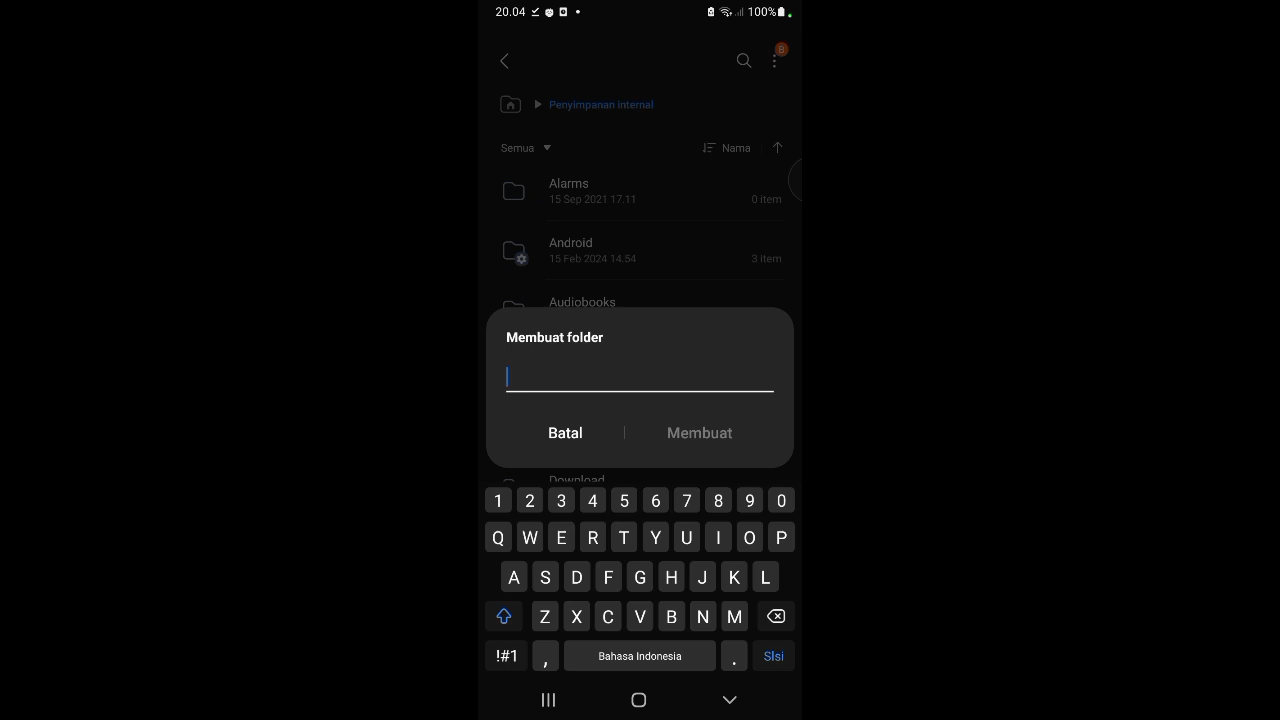 20.04 100%
B
Penyimpanan internal
Semua Nama
Alarms
15 Sep 2021 17.11 0 item
Android
15 Feb 2024 14.54 3 item
Audiobooks
Membuat folder
Batal Membuat
Download
1 2 3 4 5 6 7 8 9 0
Q W E R T Y U I O P
A S D F G H J K L
Z X C V B N M
!#1 , Bahasa Indonesia . Slsi